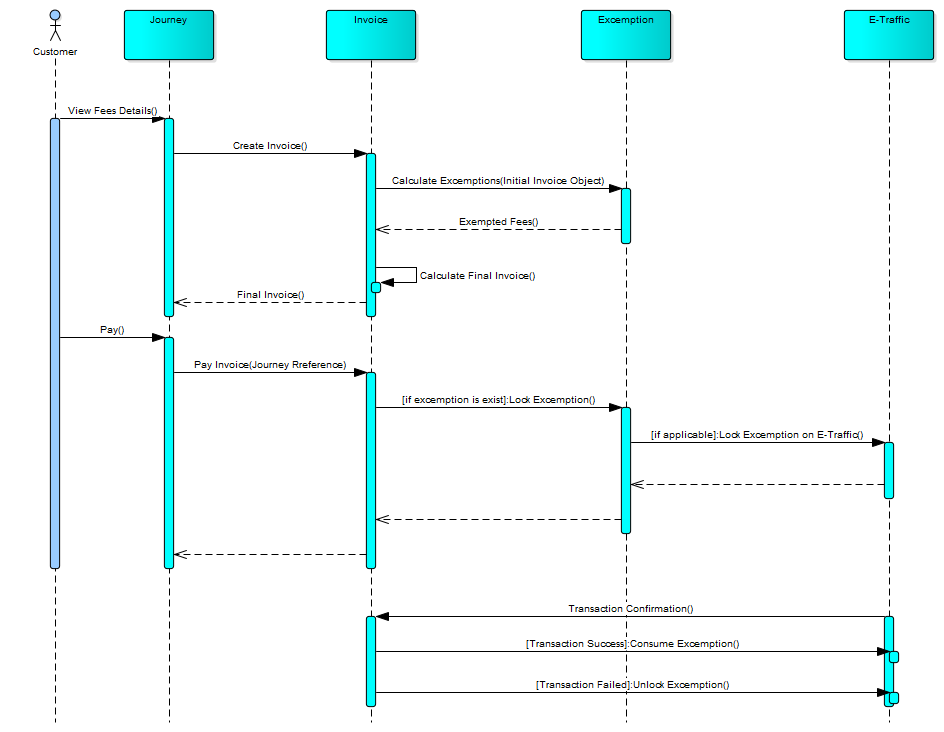 Journey
Invoice
Excemption
E-Traffic
Customer
View Fees Details()
Create Invoice()
Calculate Excemptions(Initial Invoice Object)
Exempted Fees()
Calculate Final Invoice()
Final Invoice()
Pay()
Pay Invoice(Journey Rreference)
[if excemption is exist]:Lock Excemption()
[if applicable]:Lock Excemption on E-Traffic()
Transaction Confirmation()
[Transaction Success]:Consume Excemption()
[Transaction Failed]:Unlock Excemption()